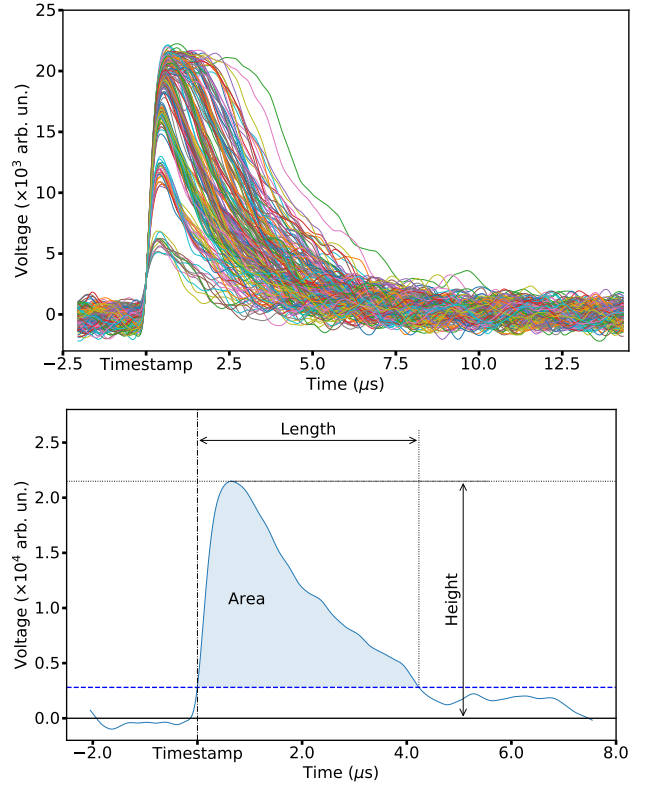 25
20
15
10
5
0
Voltage (×10³ arb. un.)
−2.5 Timestamp 2.5 5.0 7.5 10.0 12.5
Time (μs)
Length
2.5
2.0
1.5
1.0
0.5
0.0
Voltage (×10⁴ arb. un.)
Area
Height
−2.0 Timestamp 2.0 4.0 6.0 8.0
Time (μs)